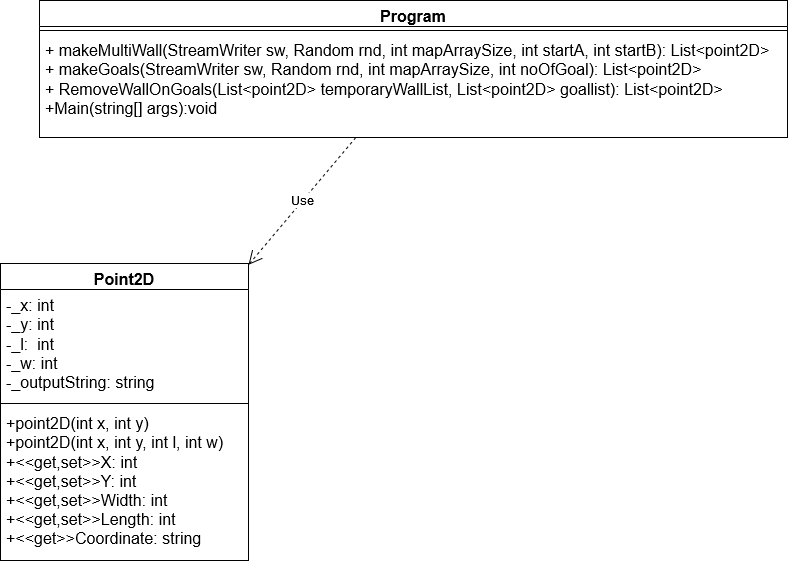 Program
+ makeMultiWall(StreamWriter sw, Random rnd, int mapArraySize, int startA, int startB): List<point2D>
+ makeGoals(StreamWriter sw, Random rnd, int mapArraySize, int noOfGoal): List<point2D>
+ RemoveWallOnGoals(List<point2D> temporaryWallList, List<point2D> goallist): List<point2D>
+Main(string[] args):void
Use
Point2D
-_x: int
-_y: int
-_l:  int
-_w: int
-_outputString: string
+point2D(int x, int y)
+point2D(int x, int y, int l, int w)
+<<get,set>>X: int
+<<get,set>>Y: int
+<<get,set>>Width: int
+<<get,set>>Length: int
+<<get>>Coordinate: string